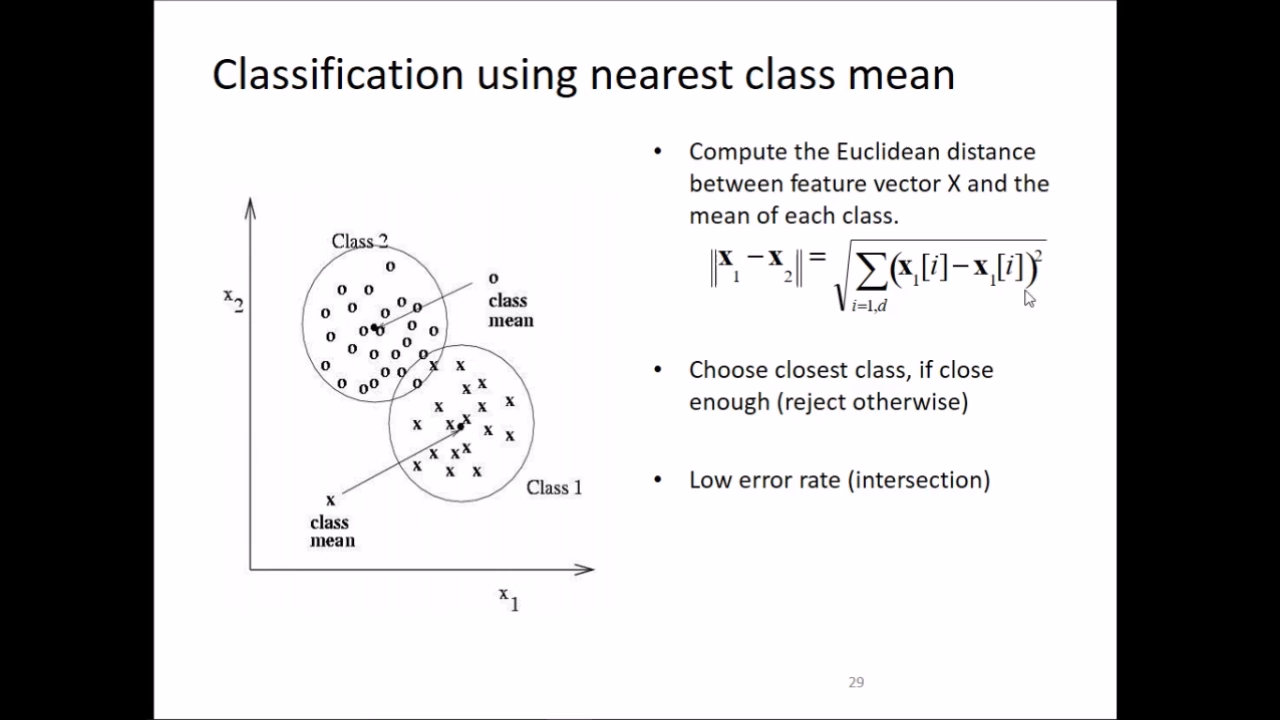 Classification using nearest class mean
• Compute the Euclidean distance
between feature vector X and the
mean of each class.
‖x₁ − x₂‖ = √∑ i=1,d (x₁[i]−x₁[i])²
• Choose closest class, if close
enough (reject otherwise)
• Low error rate (intersection)
Class 2
x₂
o
class
mean
Class 1
x
class
mean
x₁
29